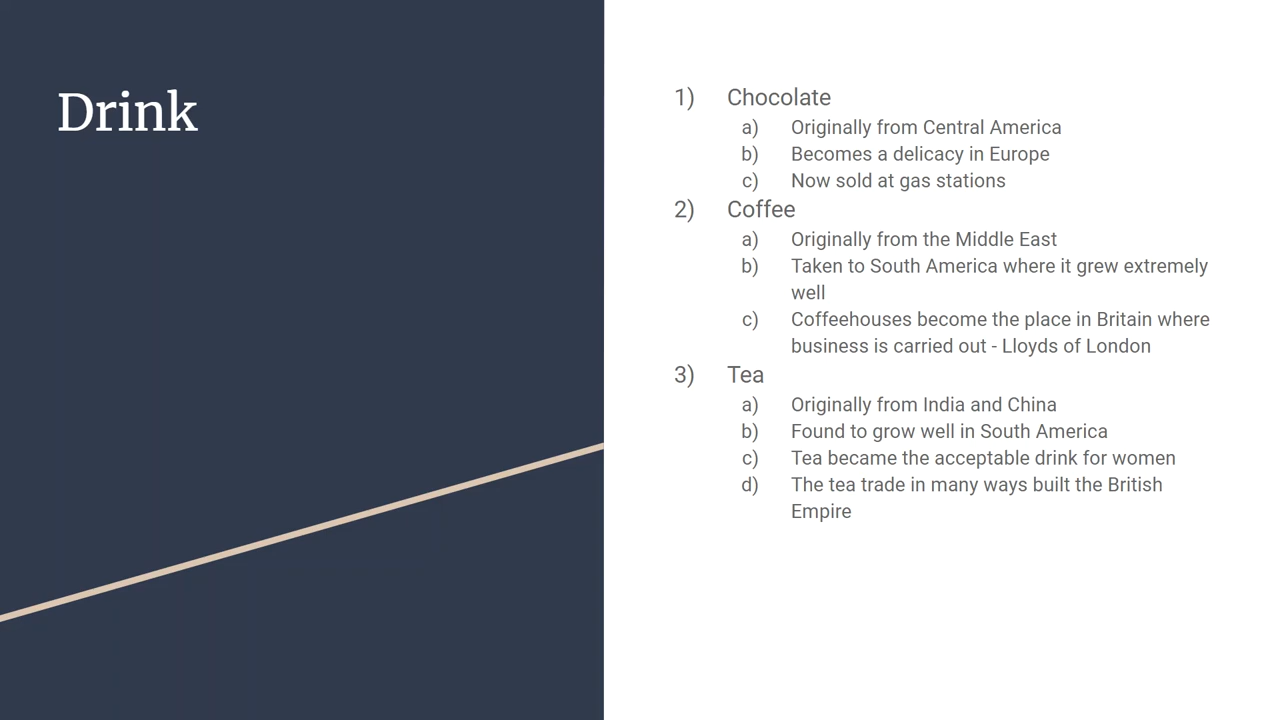 Drink
1) Chocolate
a) Originally from Central America
b) Becomes a delicacy in Europe
c) Now sold at gas stations
2) Coffee
a) Originally from the Middle East
b) Taken to South America where it grew extremely
well
c) Coffeehouses become the place in Britain where
business is carried out - Lloyds of London
3) Tea
a) Originally from India and China
b) Found to grow well in South America
c) Tea became the acceptable drink for women
d) The tea trade in many ways built the British
Empire